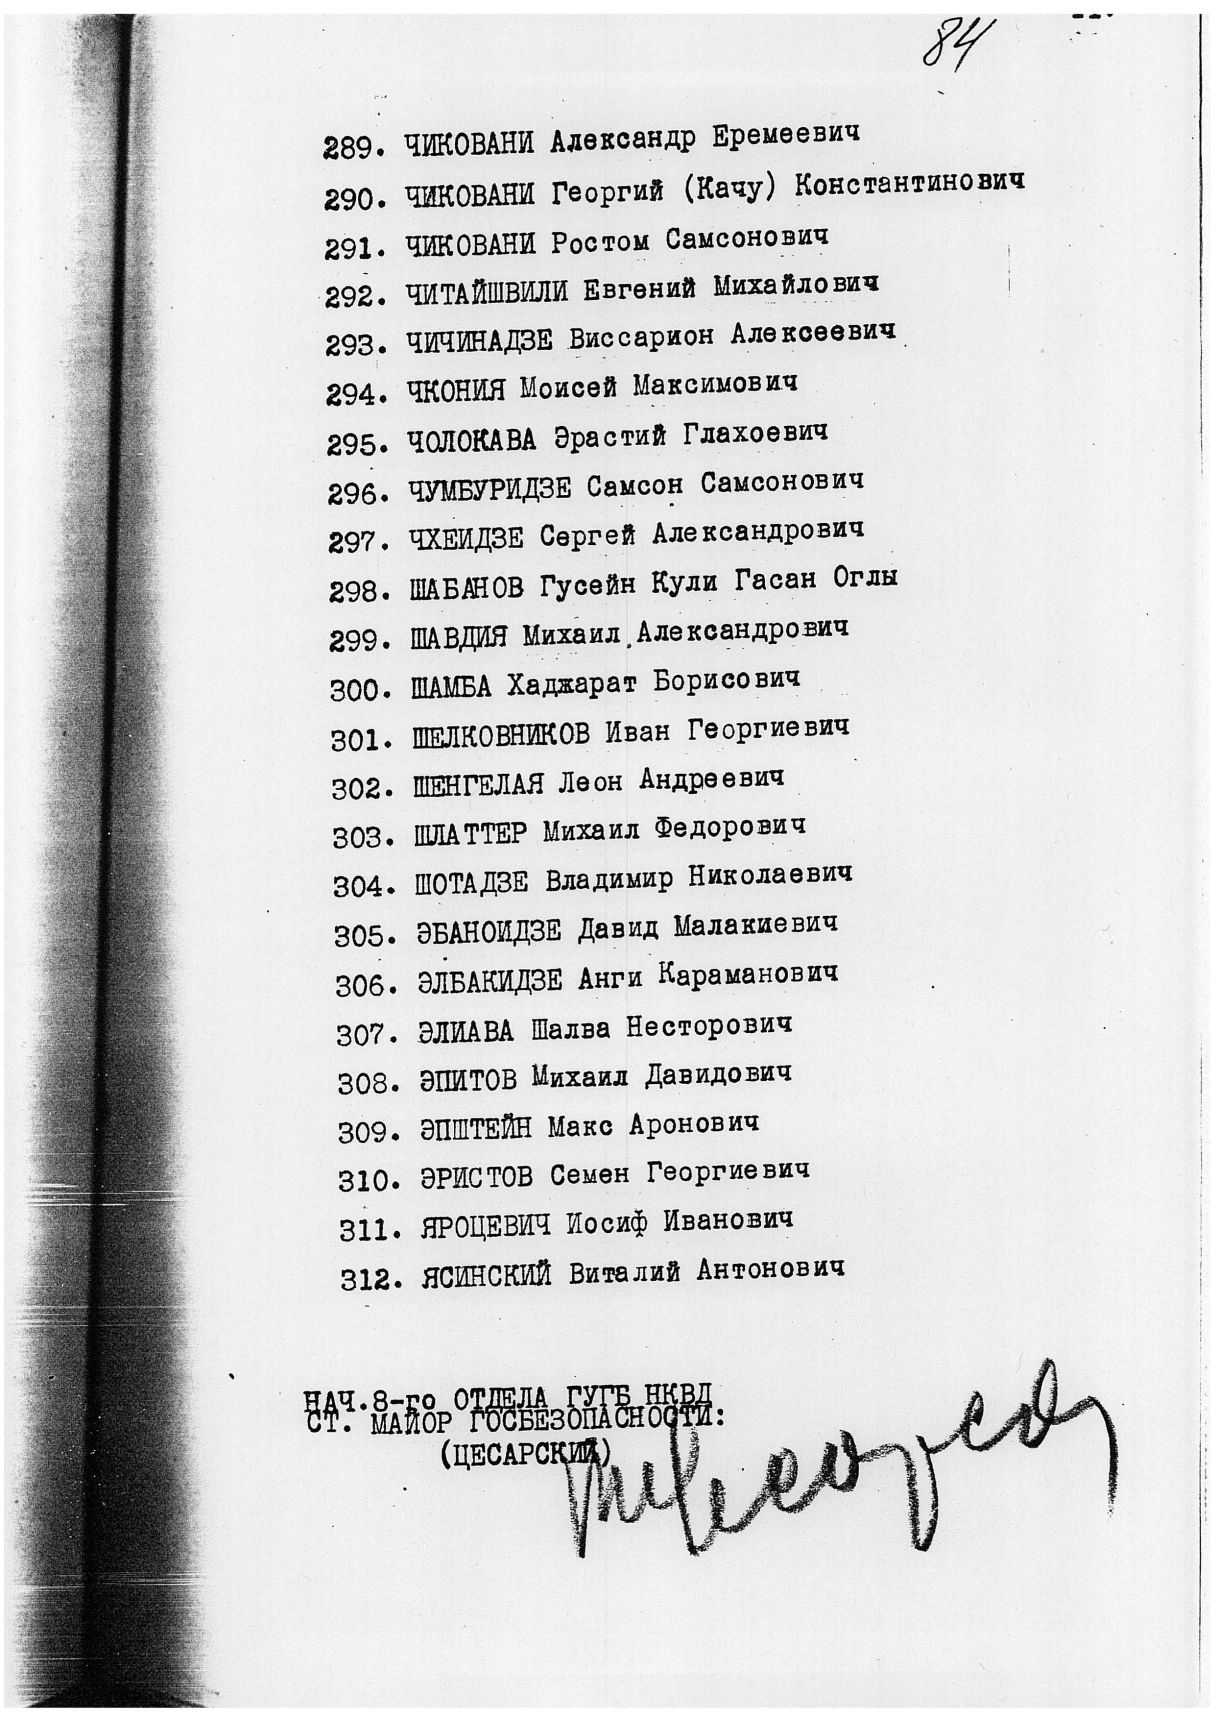 84
289. ЧИКОВАНИ Александр Еремеевич
290. ЧИКОВАНИ Георгий (Качу) Константинович
291. ЧИКОВАНИ Ростом Самсонович
292. ЧИТАЙШВИЛИ Евгений Михайлович
293. ЧИЧИНАДЗЕ Виссарион Алексеевич
294. ЧКОНИЯ Моисей Максимович
295. ЧОЛОКАВА Эрастий Глахоевич
296. ЧУМБУРИДЗЕ Самсон Самсонович
297. ЧХЕИДЗЕ Сергей Александрович
298. ШАБАНОВ Гусейн Кули Гасан Оглы
299. ШАВДИЯ Михаил Александрович
300. ШАМБА Хаджарат Борисович
301. ШЕЛКОВНИКОВ Иван Георгиевич
302. ШЕНГЕЛАЯ Леон Андреевич
303. ШЛАТТЕР Михаил Федорович
304. ШОТАДЗЕ Владимир Николаевич
305. ЭБАНОИДЗЕ Давид Малакиевич
306. ЭЛБАКИДЗЕ Анги Караманович
307. ЭЛИАВА Шалва Несторович
308. ЭПИТОВ Михаил Давидович
309. ЭПШТЕЙН Макс Аронович
310. ЭРИСТОВ Семен Георгиевич
311. ЯРОЦЕВИЧ Иосиф Иванович
312. ЯСИНСКИЙ Виталий Антонович
НАЧ.8-го ОТДЕЛА ГУГБ НКВД
СТ. МАЙОР ГОСБЕЗОПАСНОСТИ:
(ЦЕСАРСКИЙ)